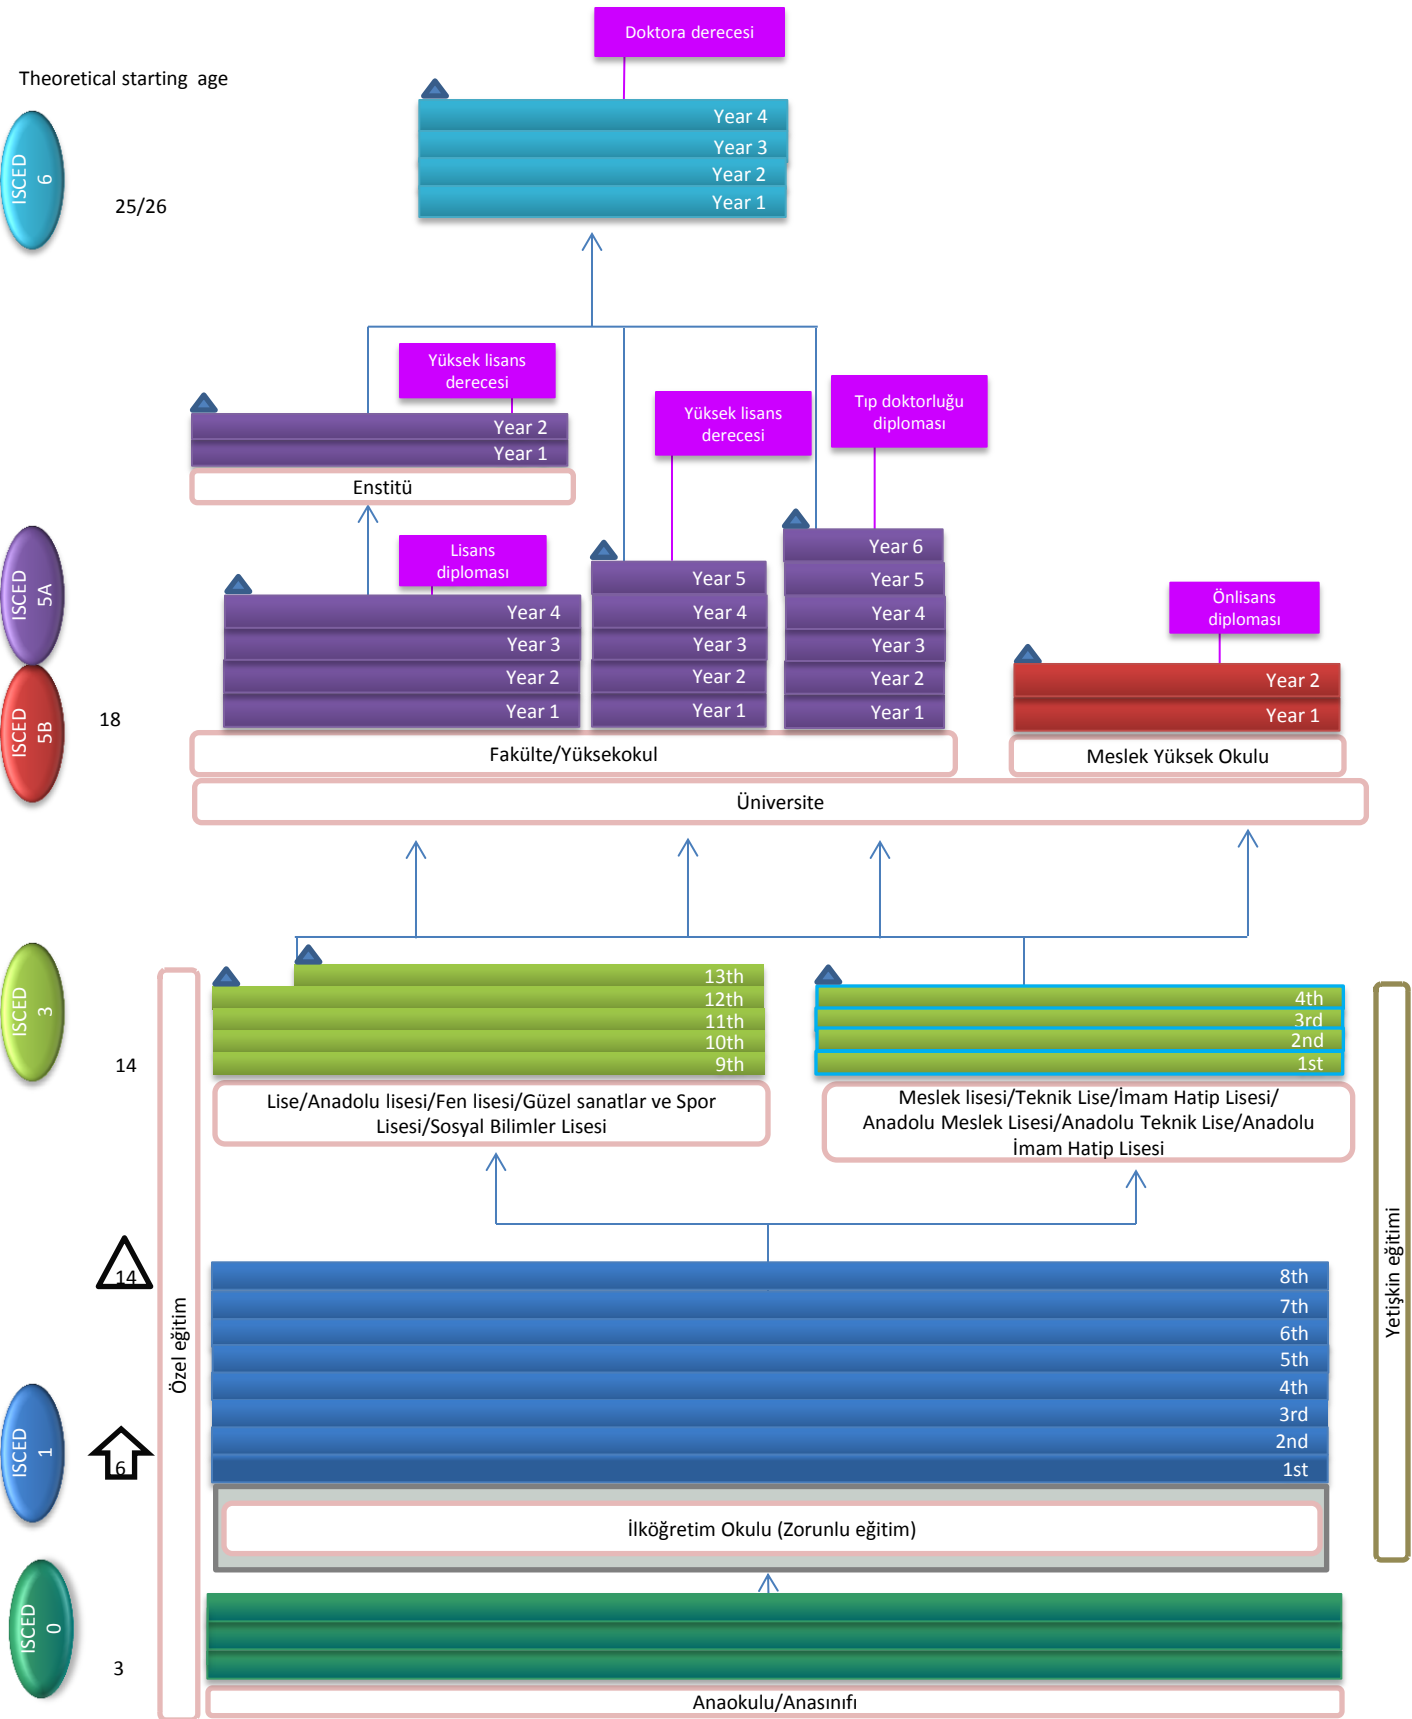 Doktora derecesi
Theoretical starting age
Year 4
Year 3
Year 2
Year 1
ISCED
6
25/26
Yüksek lisans
derecesi
Yüksek lisans
derecesi
Tıp doktorluğu
diploması
Year 2
Year 1
Enstitü
Lisans
diploması
Önlisans
diploması
ISCED
5A
Year 4
Year 3
Year 2
Year 1
Year 5
Year 4
Year 3
Year 2
Year 1
Year 6
Year 5
Year 4
Year 3
Year 2
Year 1
Year 2
Year 1
ISCED
5B
18
Fakülte/Yüksekokul
Meslek Yüksek Okulu
Üniversite
ISCED
3
13th
12th
11th
10th
9th
4th
3rd
2nd
1st
14
Lise/Anadolu lisesi/Fen lisesi/Güzel sanatlar ve Spor
Lisesi/Sosyal Bilimler Lisesi
Meslek lisesi/Teknik Lise/İmam Hatip Lisesi/
Anadolu Meslek Lisesi/Anadolu Teknik Lise/Anadolu
İmam Hatip Lisesi
14
Özel eğitim
Yetişkin eğitimi
8th
7th
6th
5th
4th
3rd
2nd
1st
ISCED
1
6
İlköğretim Okulu (Zorunlu eğitim)
ISCED
0
3
Anaokulu/Anasınıfı